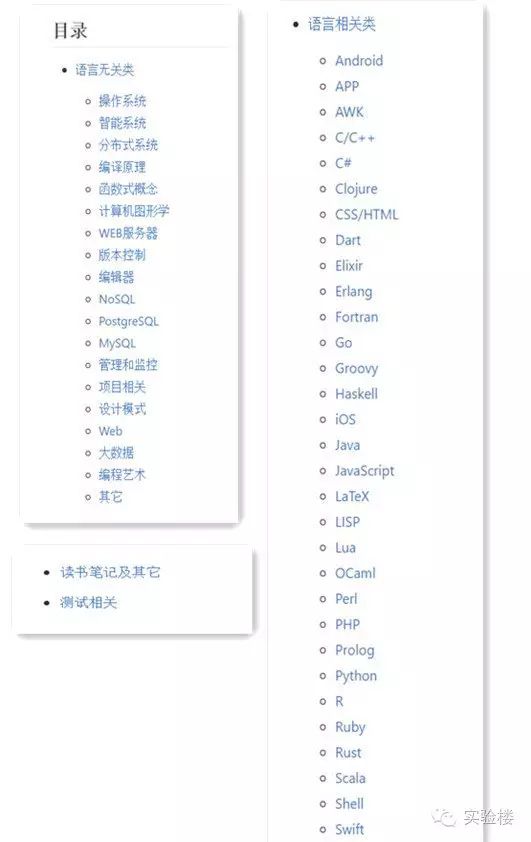 目录
语言无关类
操作系统
智能系统
分布式系统
编译原理
函数式概念
计算机图形学
WEB服务器
版本控制
编辑器
NoSQL
PostgreSQL
MySQL
管理和监控
项目相关
设计模式
Web
大数据
编程艺术
其它
读书笔记及其它
测试相关
语言相关类
Android
APP
AWK
C/C++
C#
Clojure
CSS/HTML
Dart
Elixir
Erlang
Fortran
Go
Groovy
Haskell
iOS
Java
JavaScript
LaTeX
LISP
Lua
OCaml
Perl
PHP
Prolog
Python
R
Ruby
Rust
Scala
Shell
Swift
实验楼